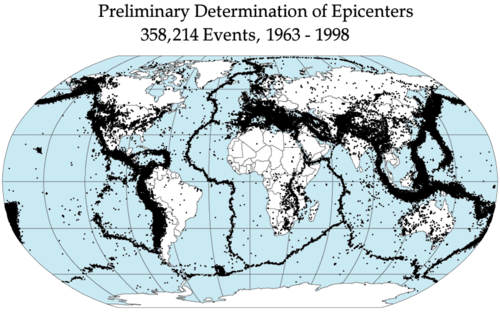 Preliminary Determination of Epicenters
358,214 Events, 1963 - 1998